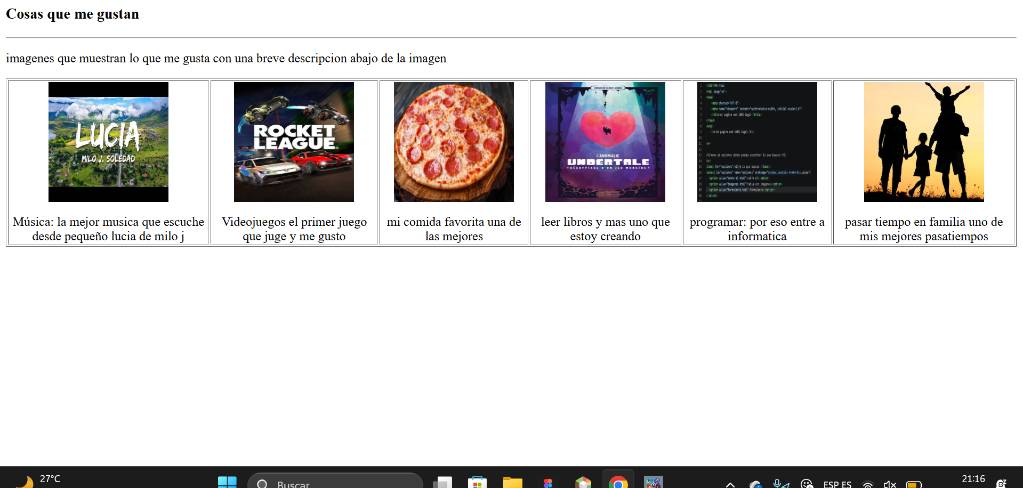 Cosas que me gustan
imagenes que muestran lo que me gusta con una breve descripcion abajo de la imagen
LUCIA
MILO J, SOLEDAD
ROCKET
LEAGUE
UNDERTALE
Música: la mejor musica que escuche
desde pequeño lucia de milo j
Videojuegos el primer juego
que juge y me gusto
mi comida favorita una de
las mejores
leer libros y mas uno que
estoy creando
programar: por eso entre a
informatica
pasar tiempo en familia uno de
mis mejores pasatiempos
27°C
Buscar
ESP ES
21:16